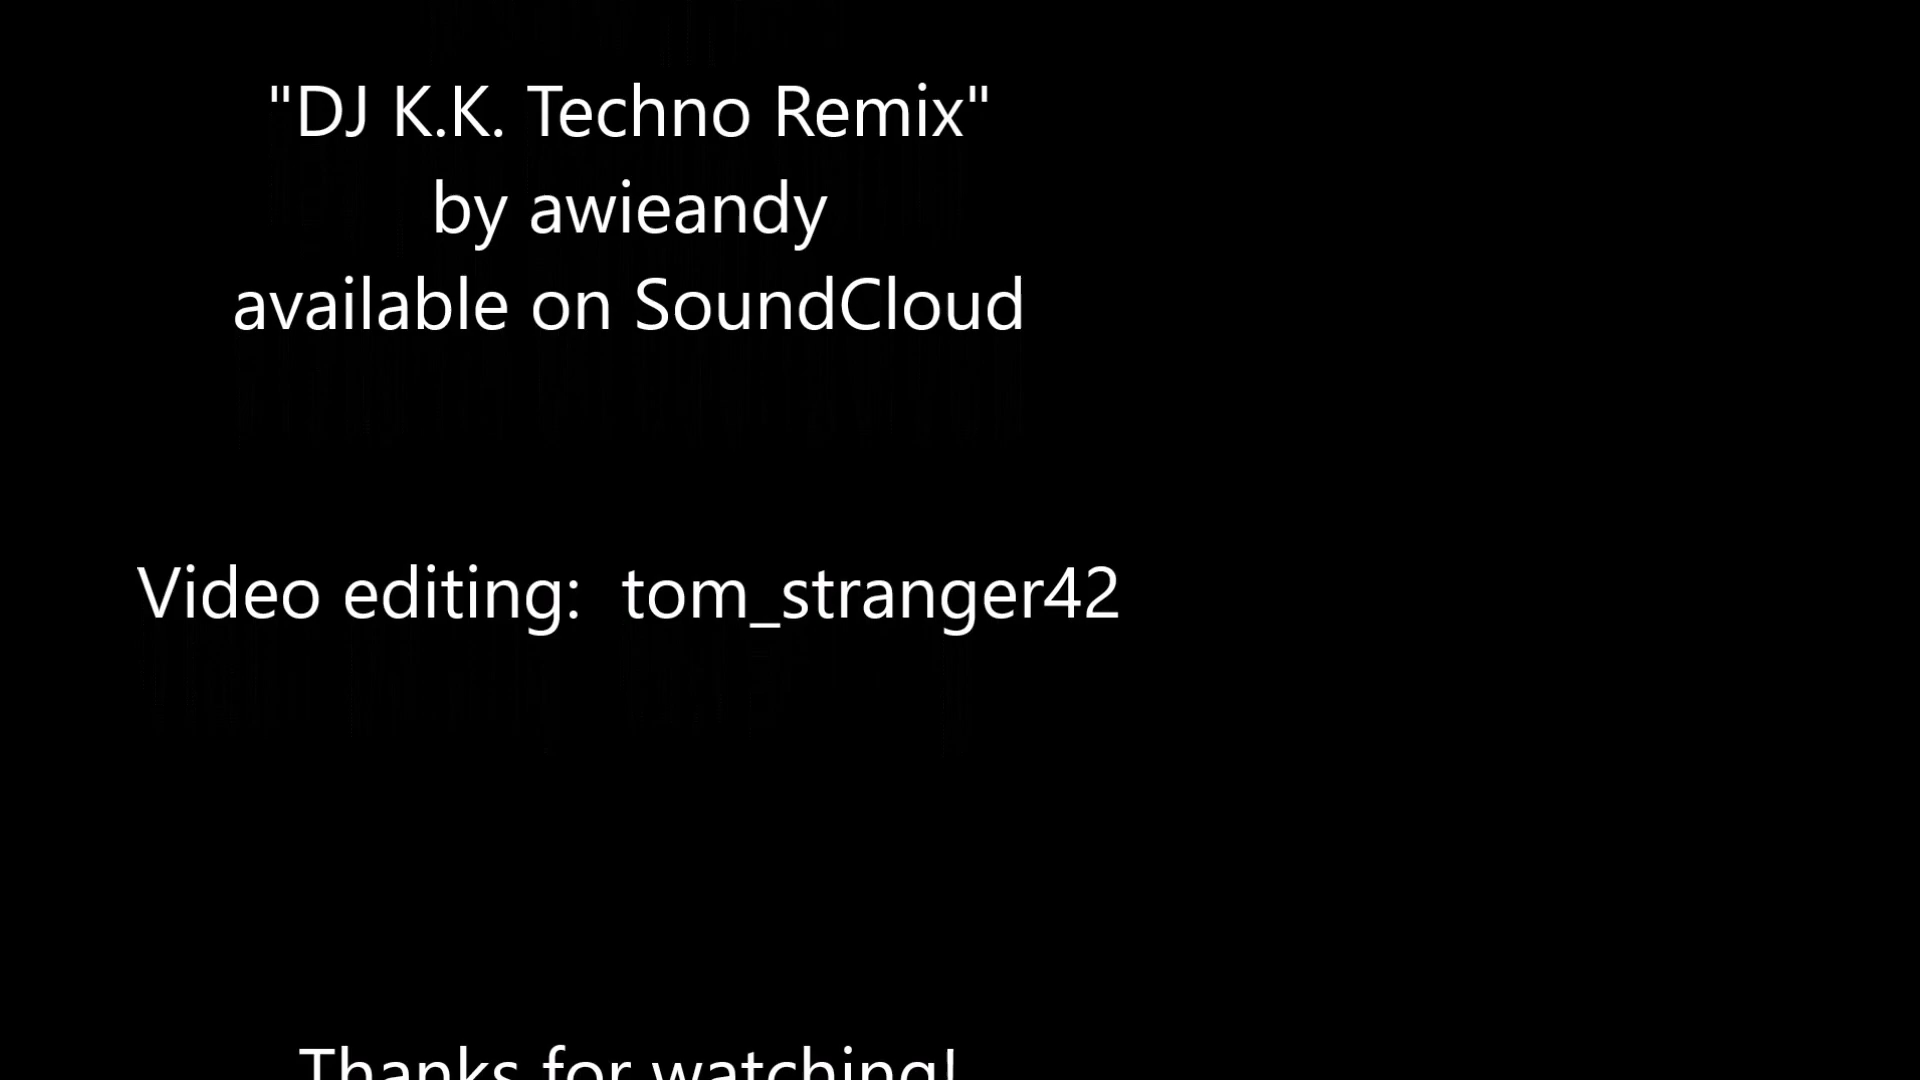 "DJ K.K. Techno Remix"
by awieandy
available on SoundCloud
Video editing:  tom_stranger42
Thanks for watching!